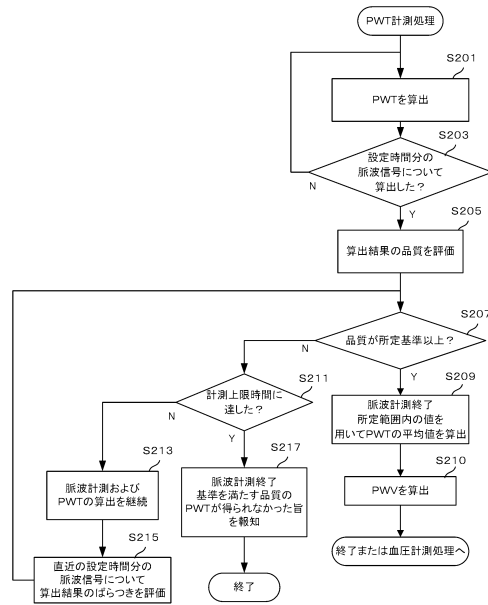 PWT計測処理
S201
PWTを算出
S203
設定時間分の
脈波信号について
算出した？
N
Y
S205
算出結果の品質を評価
S207
品質が所定基準以上？
N
Y
S211
計測上限時間に
達した？
N
Y
S209
脈波計測終了
所定範囲内の値を
用いてPWTの平均値を算出
S213
脈波計測および
PWTの算出を継続
S217
脈波計測終了
基準を満たす品質の
PWTが得られなかった旨
を報知
S210
PWVを算出
S215
直近の設定時間分の
脈波信号について
算出結果のばらつきを評価
終了または血圧計測処理へ
終了